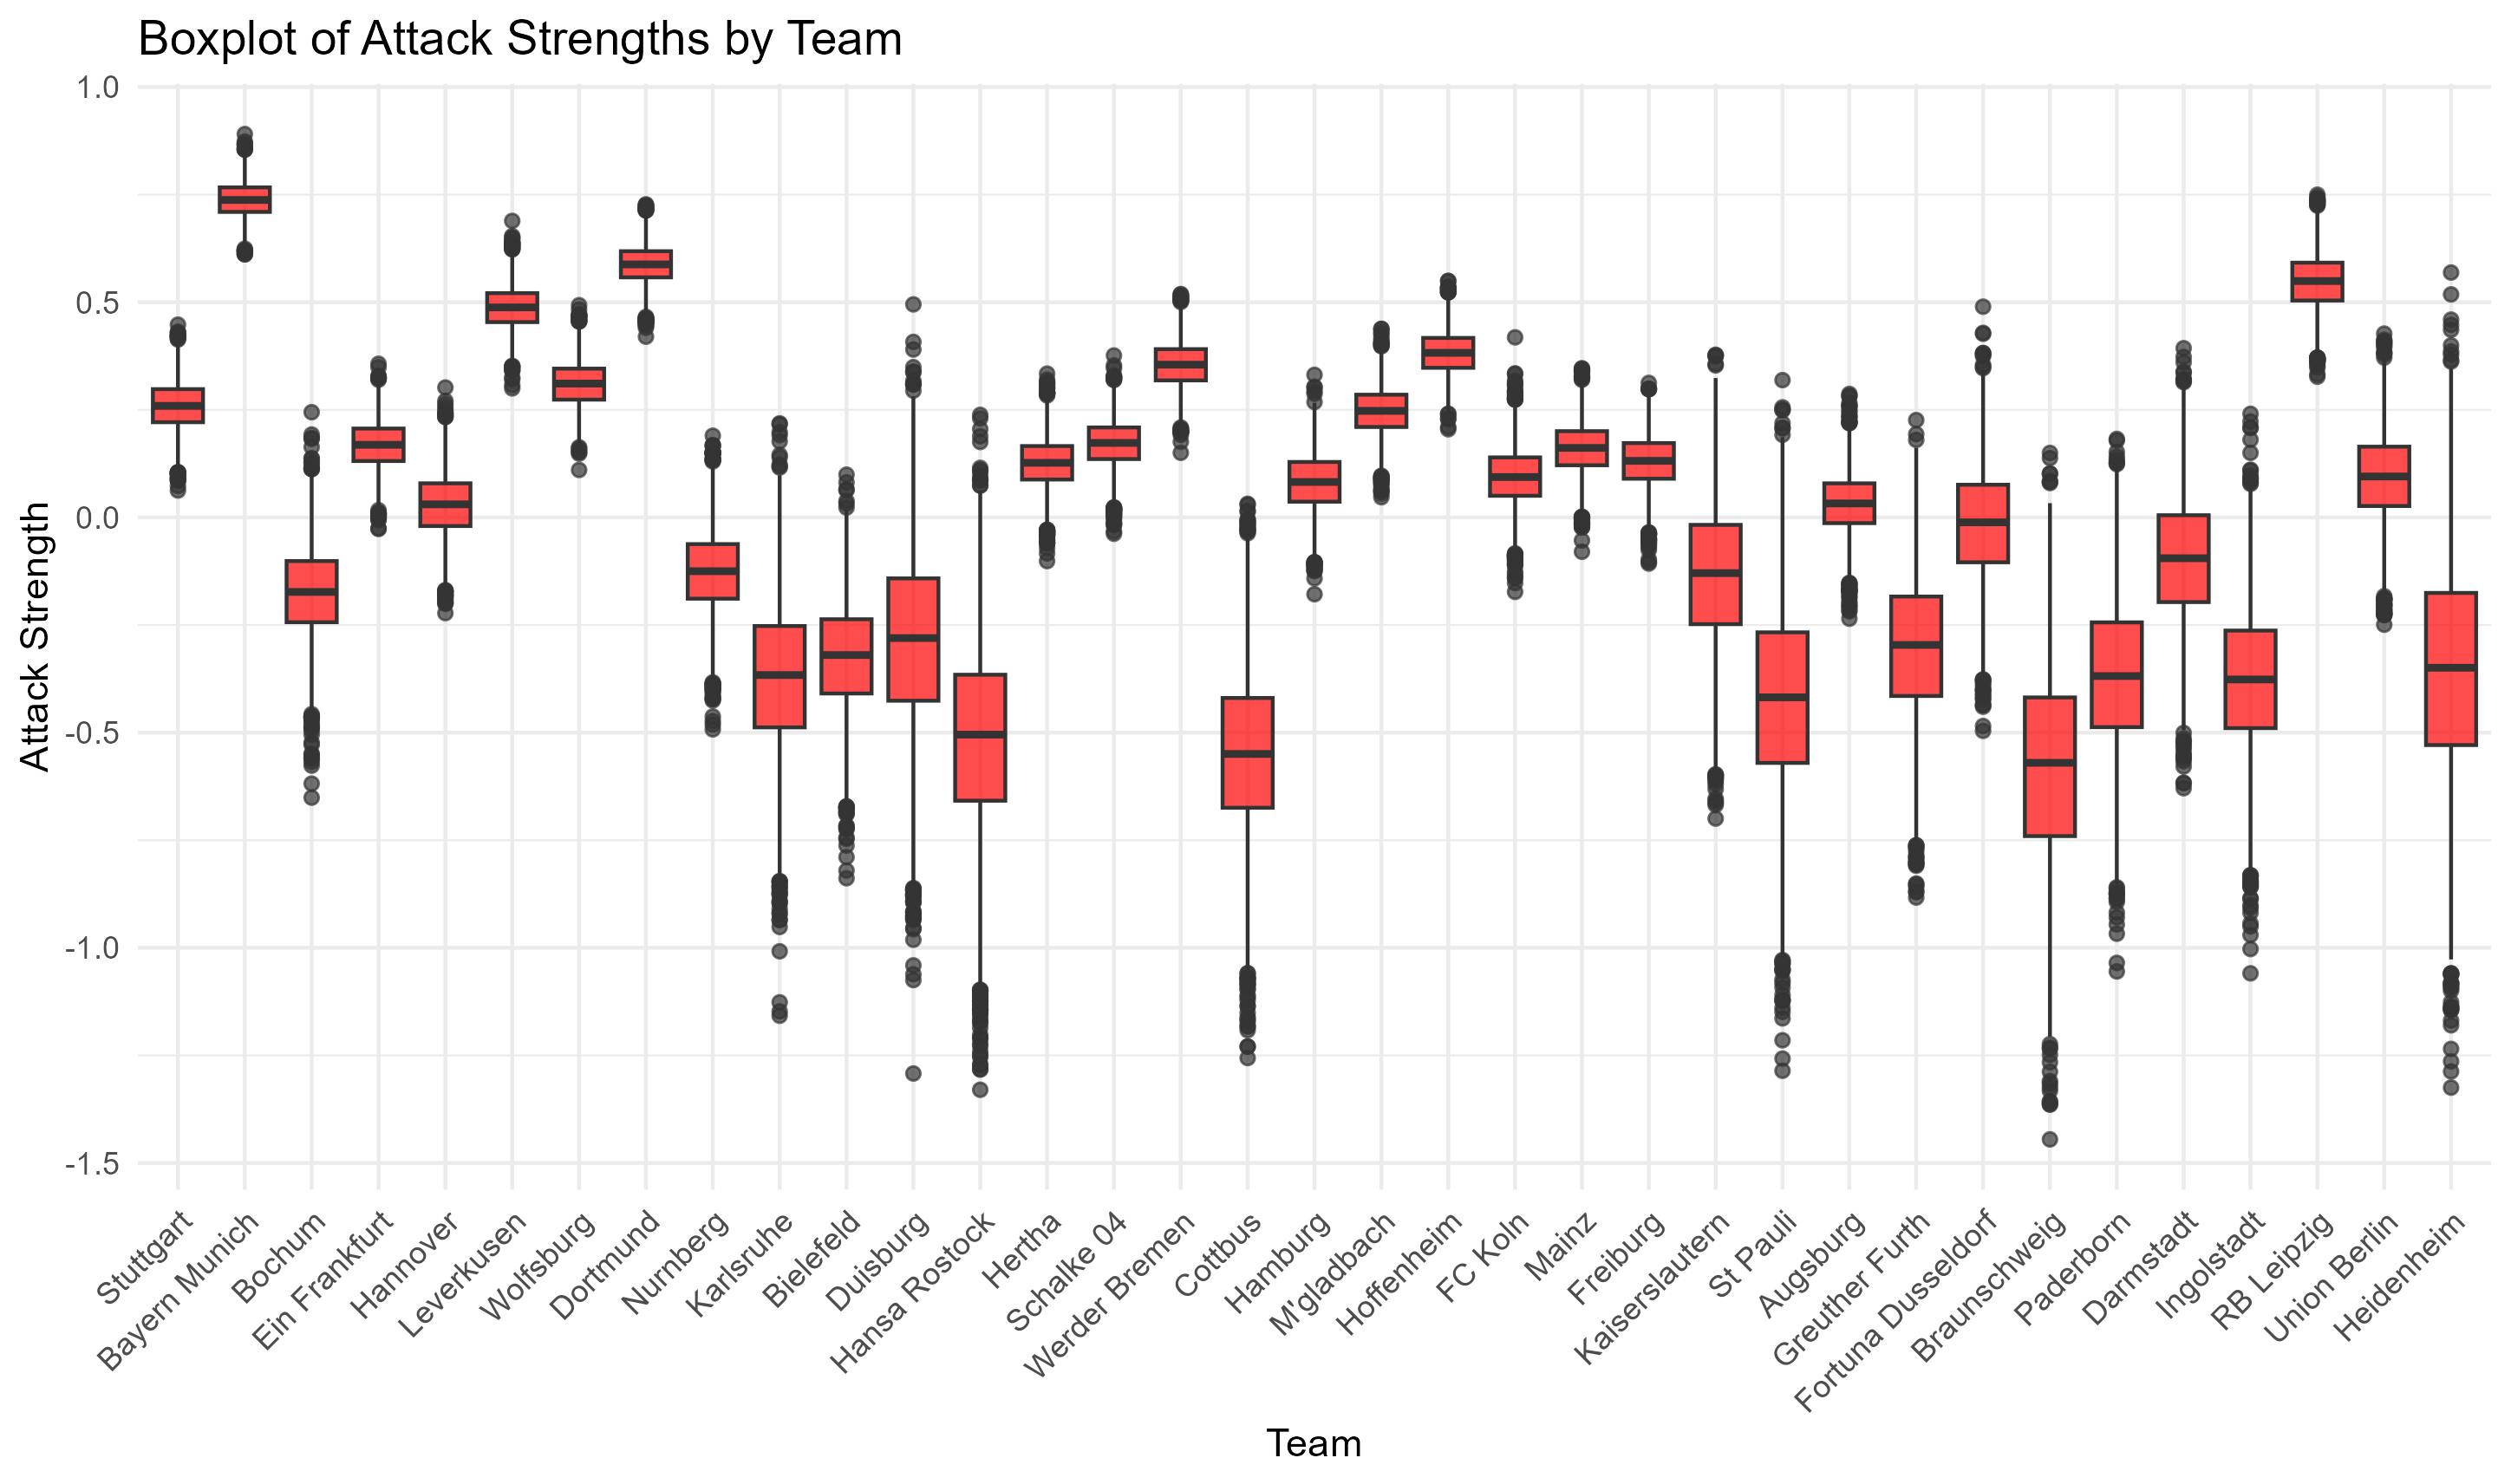 Boxplot of Attack Strengths by Team
Attack Strength
1.0
0.5
0.0
-0.5
-1.0
-1.5
Stuttgart
Bayern Munich
Bochum
Ein Frankfurt
Hannover
Leverkusen
Wolfsburg
Dortmund
Nurnberg
Karlsruhe
Bielefeld
Duisburg
Hansa Rostock
Hertha
Schalke 04
Werder Bremen
Cottbus
Hamburg
M'gladbach
Hoffenheim
FC Koln
Mainz
Freiburg
Kaiserslautern
St Pauli
Augsburg
Greuther Furth
Fortuna Dusseldorf
Braunschweig
Paderborn
Darmstadt
Ingolstadt
RB Leipzig
Union Berlin
Heidenheim
Team